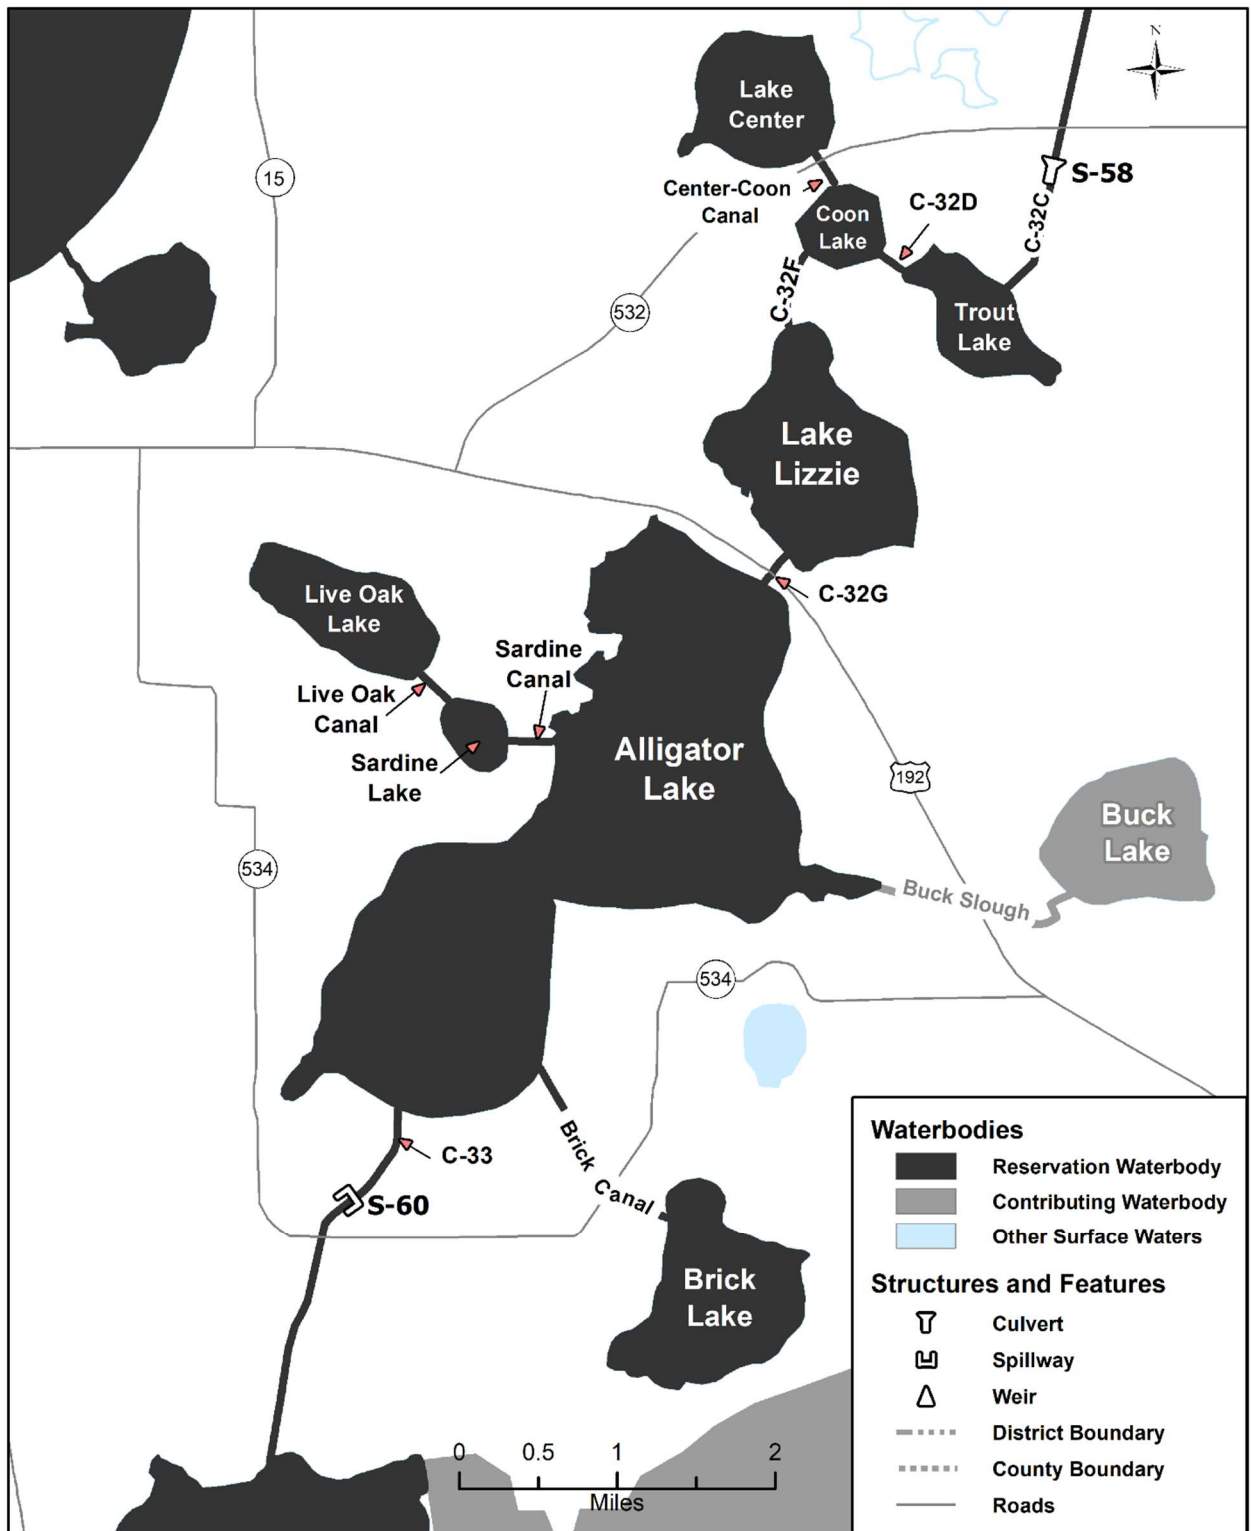 N
Lake
Center
15
S-58
Center-Coon
Canal
C-32D
Coon
Lake
C-32C
C-32F
532
Trout
Lake
Lake
Lizzie
Live Oak
Lake
C-32G
Sardine
Canal
Live Oak
Canal
Sardine
Lake
Alligator
Lake
192
Buck
Lake
534
Buck Slough
534
Brick Canal
C-33
S-60
Brick
Lake
0 0.5 1 2
Miles
Waterbodies
Reservation Waterbody
Contributing Waterbody
Other Surface Waters
Structures and Features
Culvert
Spillway
Weir
District Boundary
County Boundary
Roads